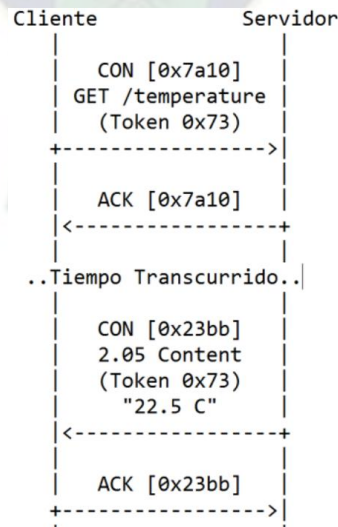 Cliente Servidor
CON [0x7a10]
GET /temperature
(Token 0x73)
ACK [0x7a10]
..Tiempo Transcurrido..
CON [0x23bb]
2.05 Content
(Token 0x73)
"22.5 C"
ACK [0x23bb]